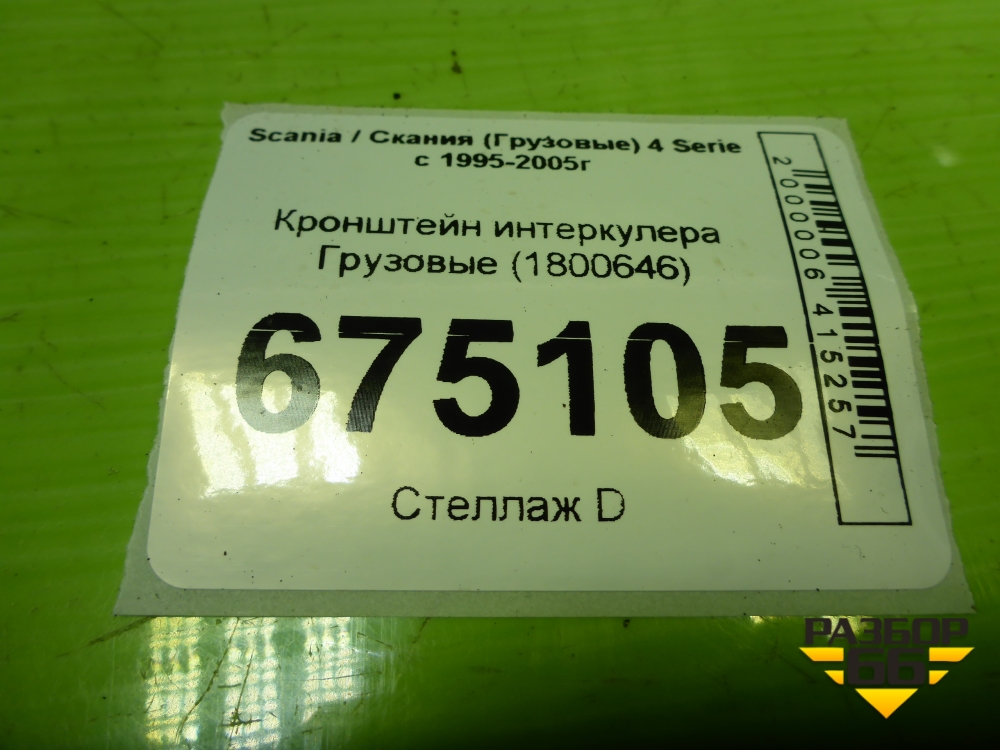 Scania / Скания (Грузовые) 4 Serie
с 1995-2005г
Кронштейн интеркулера
Грузовые (1800646)
675105
Стеллаж D
2000006415257
РАЗБОР
66